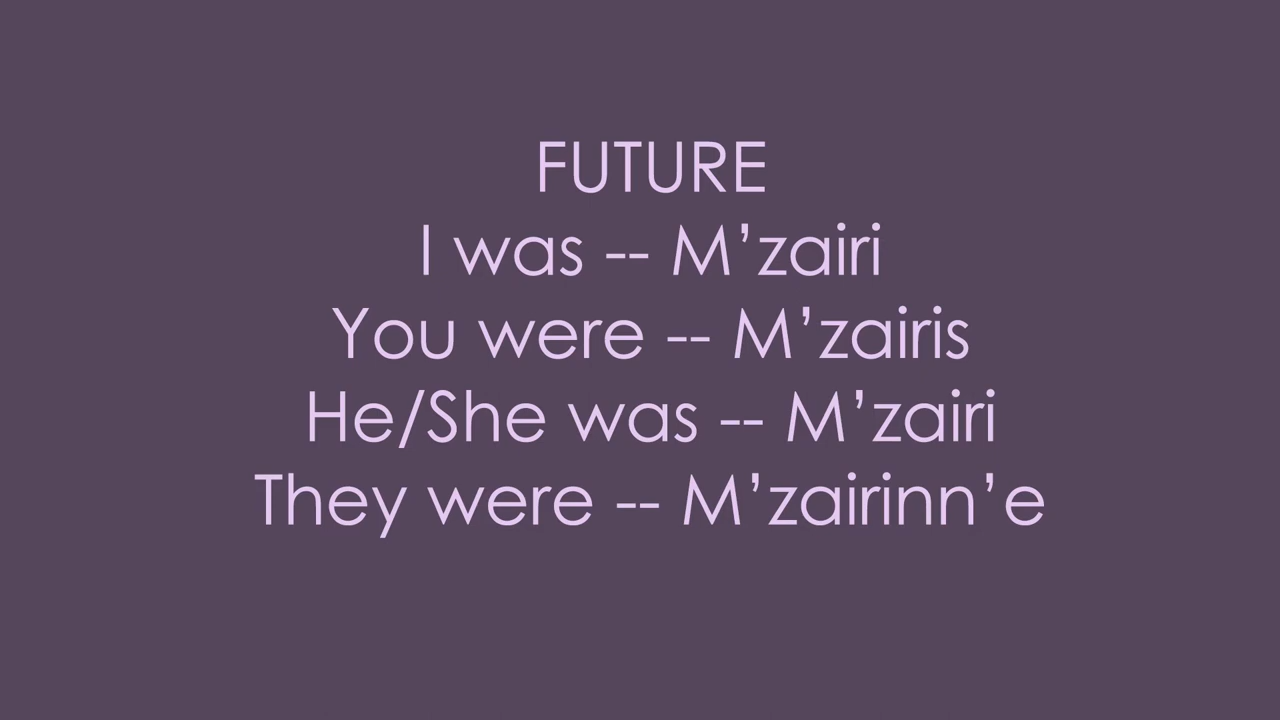 FUTURE
I was -- M’zairi
You were -- M’zairis
He/She was -- M’zairi
They were -- M’zairinn’e